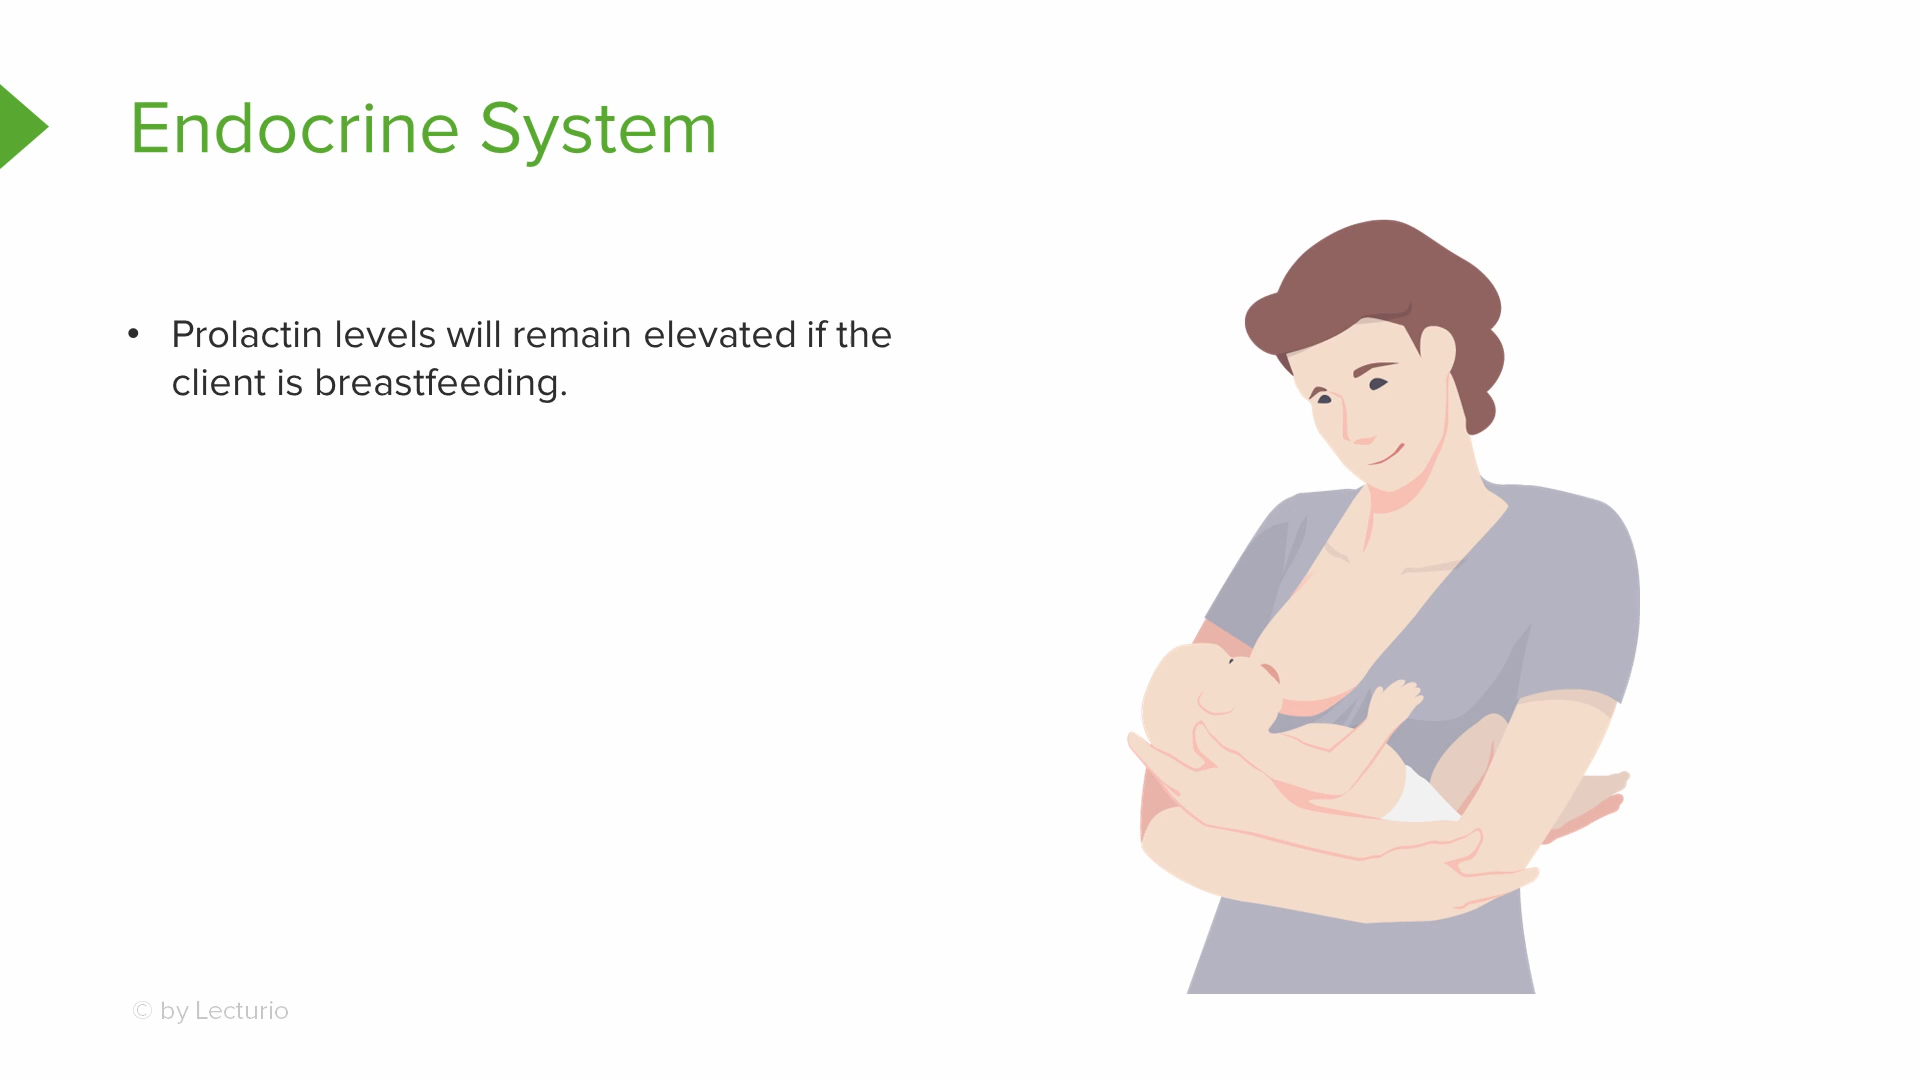 Endocrine System
• Prolactin levels will remain elevated if the
client is breastfeeding.
© by Lecturio